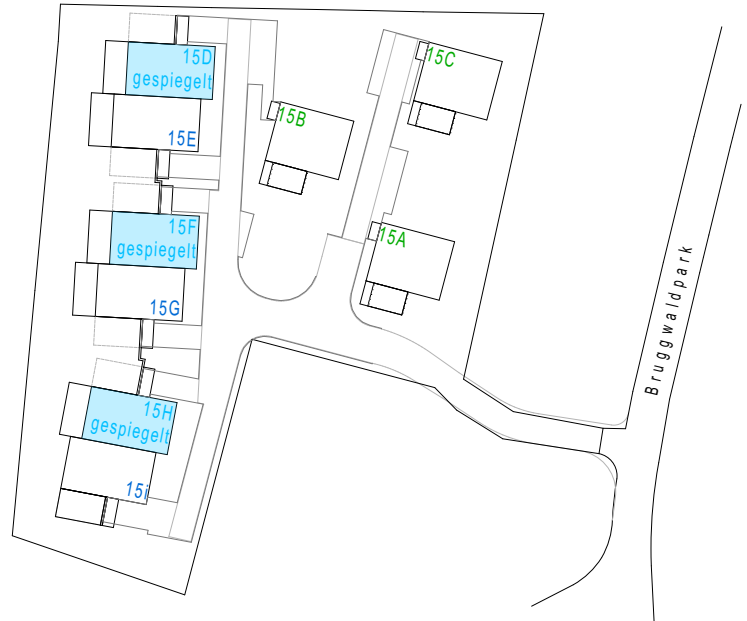 15D
gespiegelt
15E
15B
15C
15F
gespiegelt
15G
15A
15H
gespiegelt
15i
Bruggwaldpark